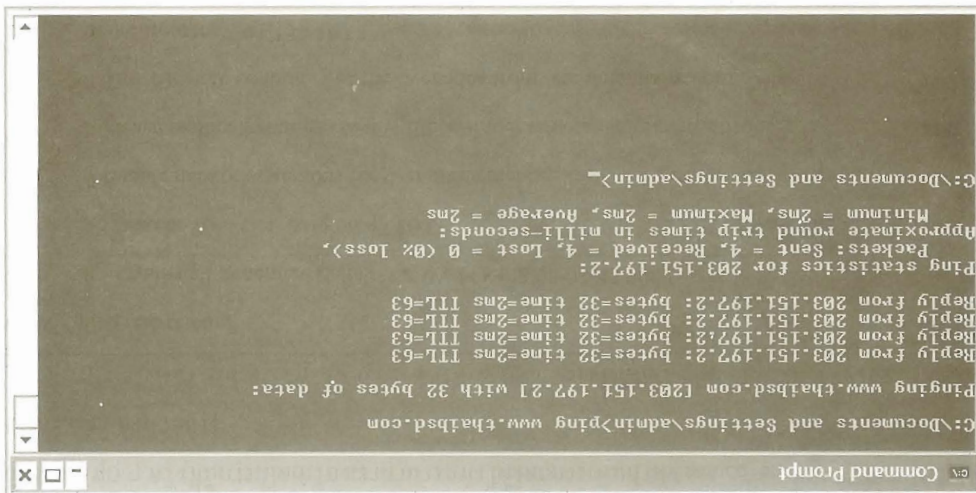 Command Prompt
C:\Documents and Settings\admin>ping www.thaibsd.com
Pinging www.thaibsd.com [203.151.197.2] with 32 bytes of data:
Reply from 203.151.197.2: bytes=32 time=2ms TTL=63
Reply from 203.151.197.2: bytes=32 time=2ms TTL=63
Reply from 203.151.197.2: bytes=32 time=2ms TTL=63
Reply from 203.151.197.2: bytes=32 time=2ms TTL=63
Ping statistics for 203.151.197.2:
Packets: Sent = 4, Received = 4, Lost = 0 (0% loss),
Approximate round trip times in milli-seconds:
Minimum = 2ms, Maximum = 2ms, Average = 2ms
C:\Documents and Settings\admin>_